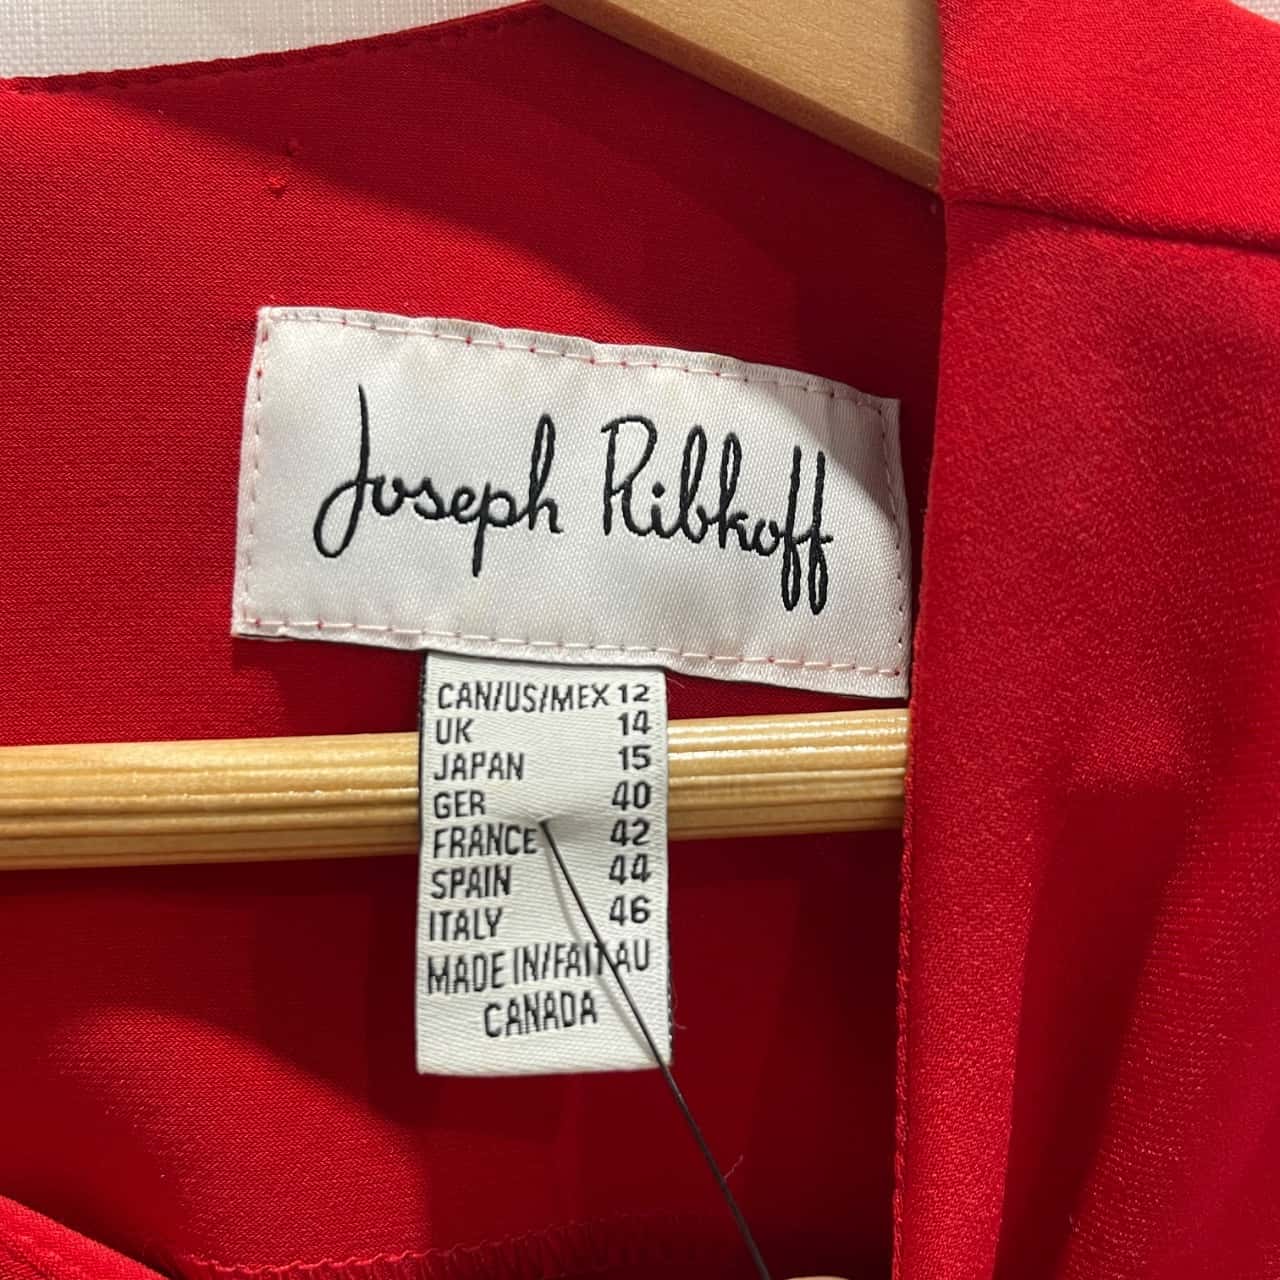 Joseph Ribkoff
CAN/US/MEX 12
UK 14
JAPAN 15
GER 40
FRANCE 42
SPAIN 44
ITALY 46
MADE IN/FAIT AU
CANADA